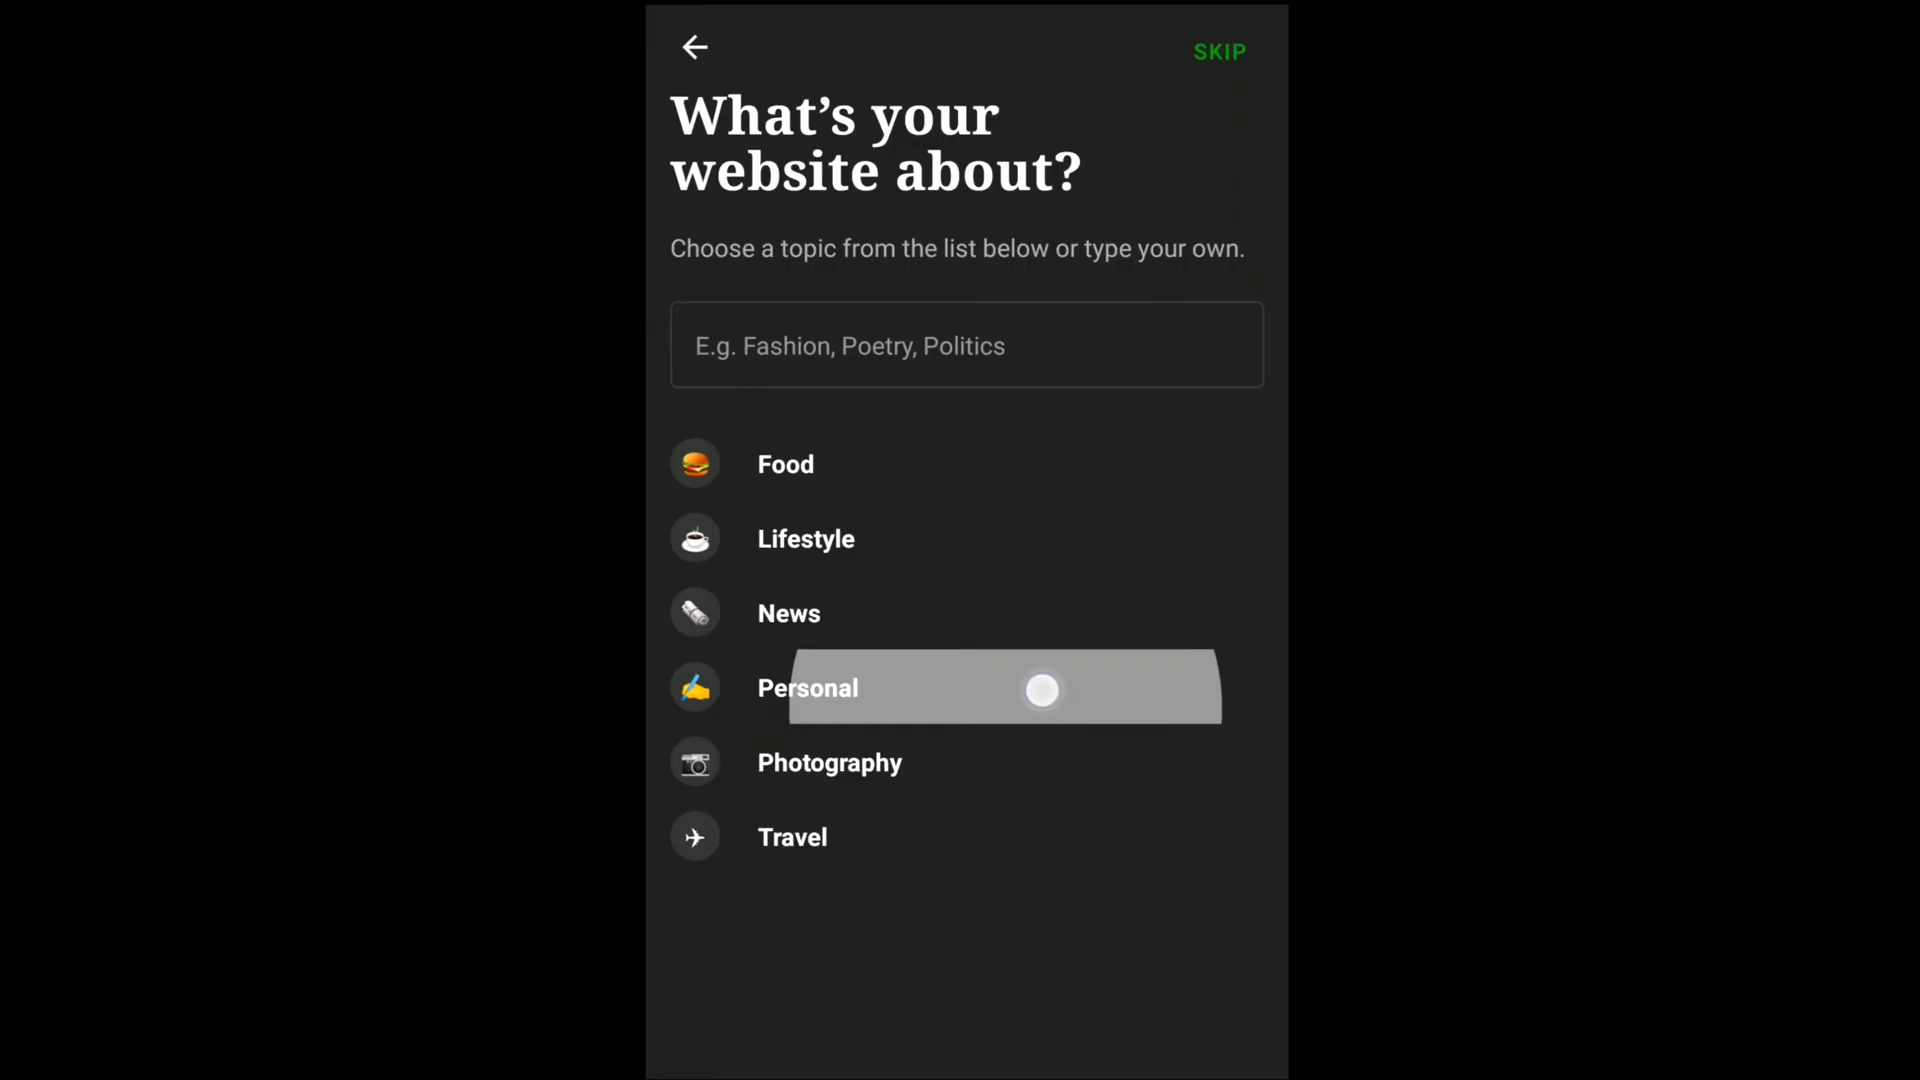 SKIP
What’s your
website about?
Choose a topic from the list below or type your own.
E.g. Fashion, Poetry, Politics
Food
Lifestyle
News
Personal
Photography
Travel